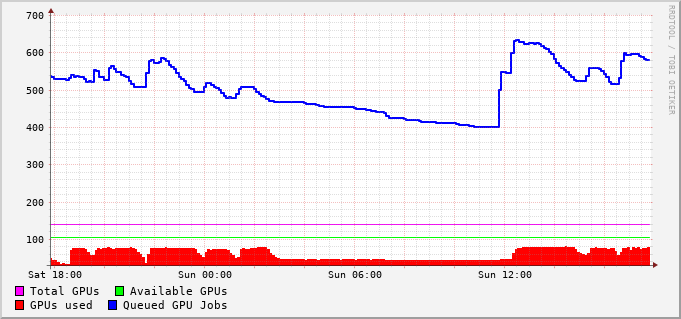 700
600
500
400
300
200
100
Sat 18:00 Sun 00:00 Sun 06:00 Sun 12:00
Total GPUs Available GPUs
GPUs used Queued GPU Jobs
RRDTOOL / TOBI OETIKER